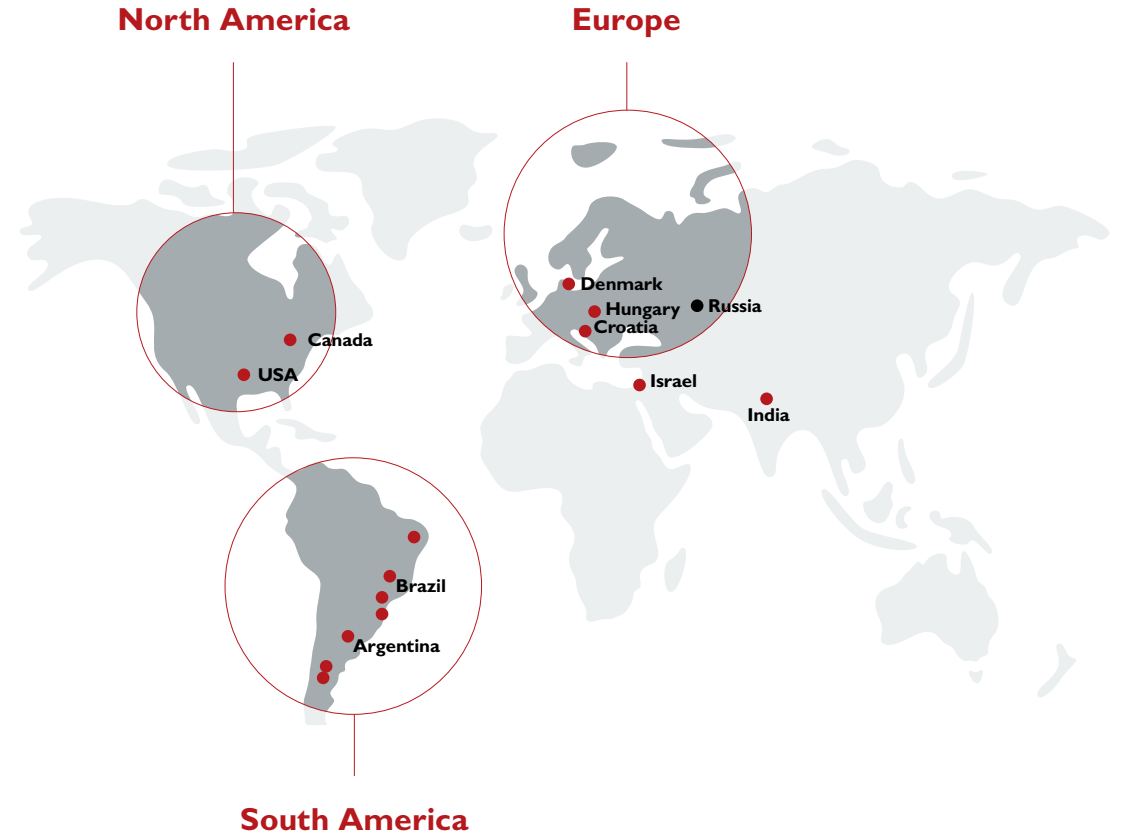 North America
Europe
Denmark
Hungary
Russia
Croatia
Canada
USA
Israel
India
Brazil
Argentina
South America